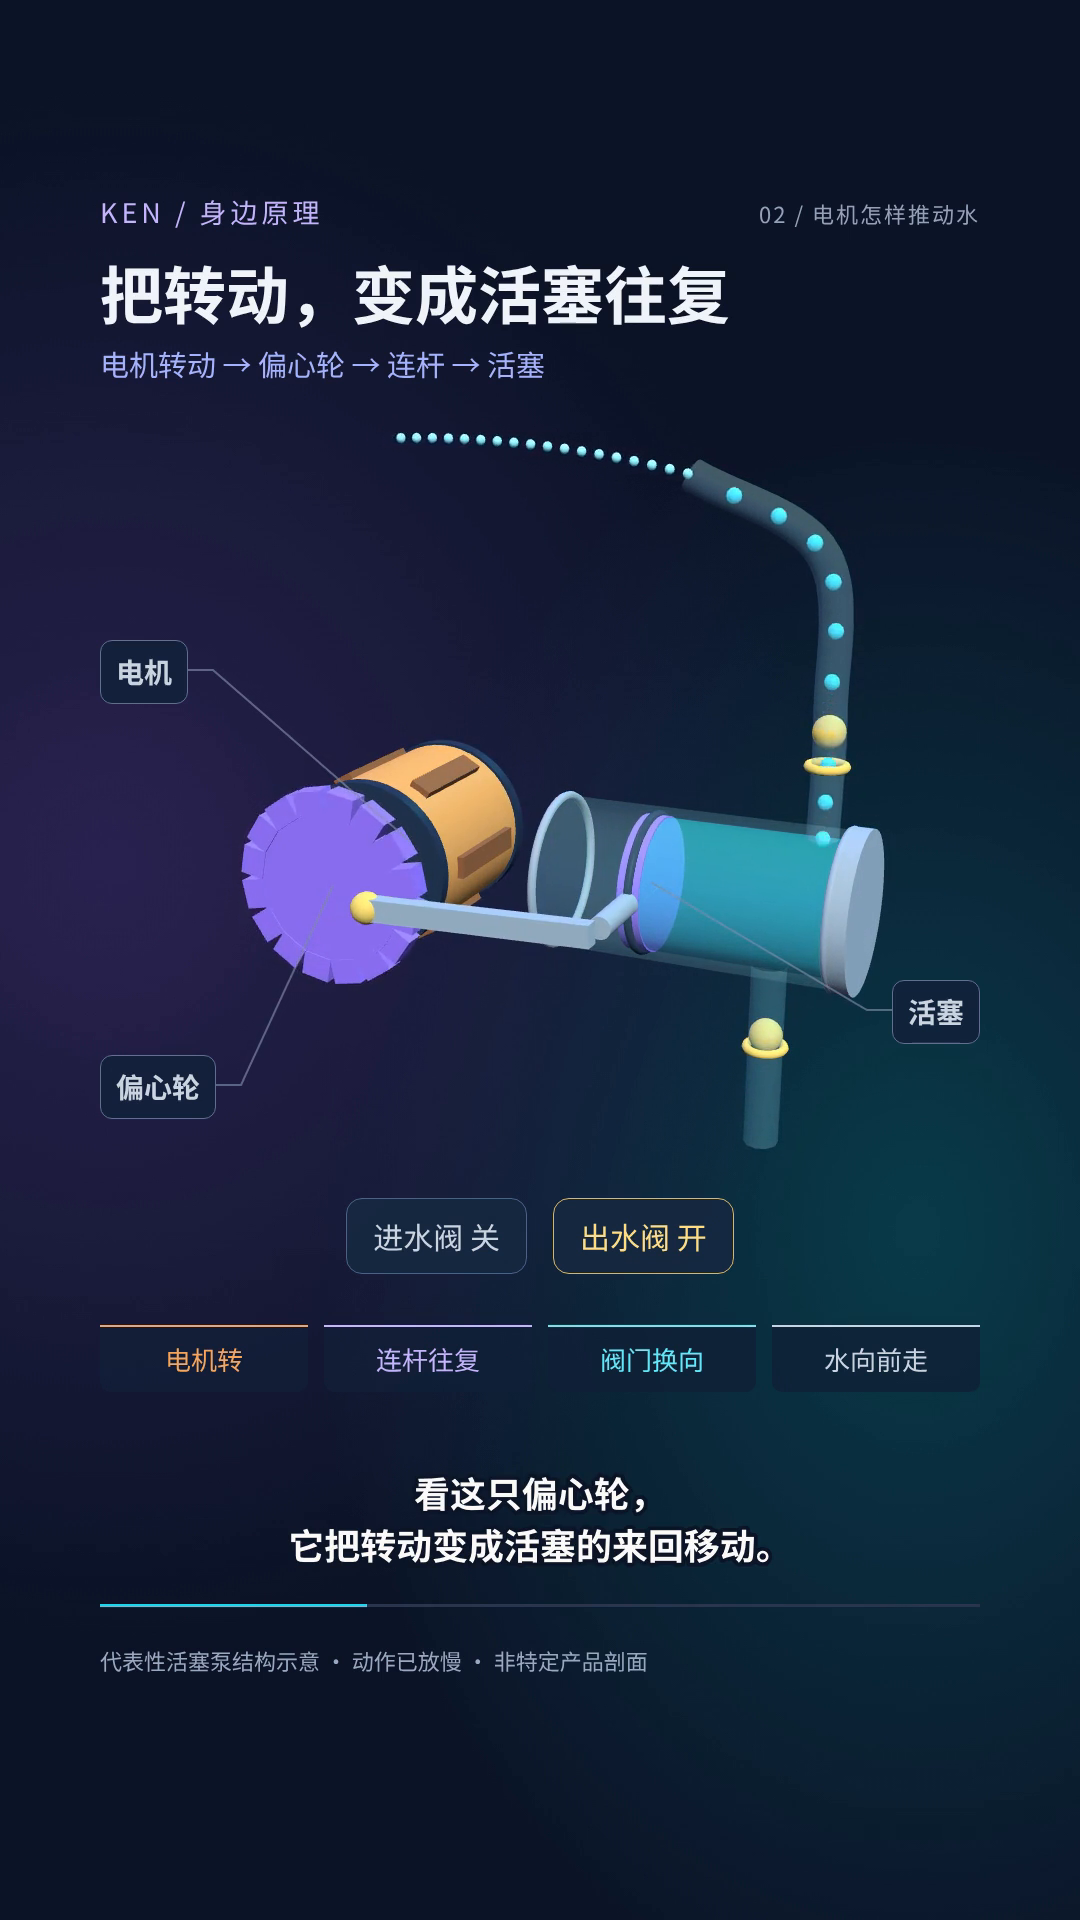 KEN / 身边原理
02 / 电机怎样推动水
把转动，变成活塞往复
电机转动 → 偏心轮 → 连杆 → 活塞
电机
活塞
偏心轮
进水阀 关
出水阀 开
电机转
连杆往复
阀门换向
水向前走
看这只偏心轮，
它把转动变成活塞的来回移动。
代表性活塞泵结构示意 • 动作已放慢 • 非特定产品剖面